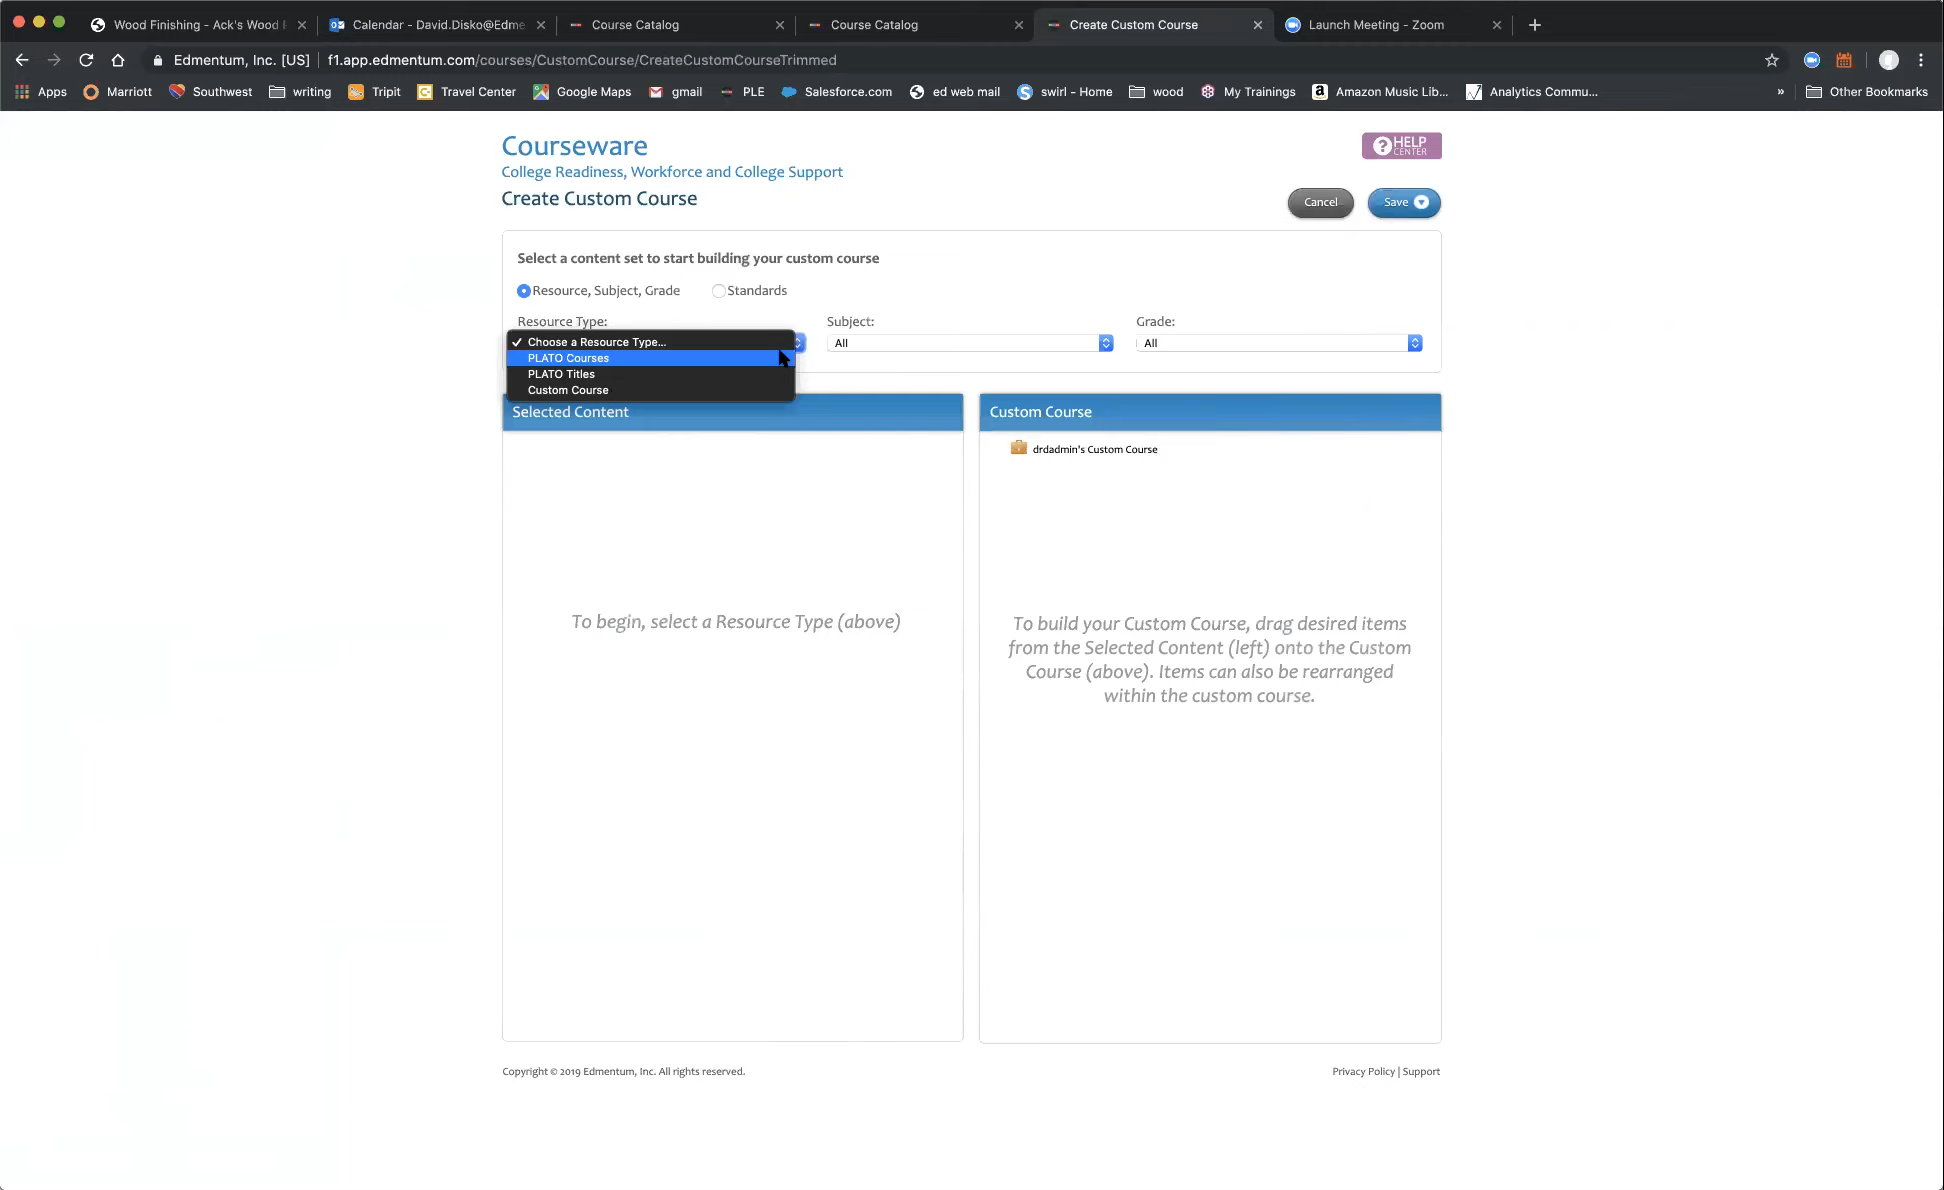 Wood Finishing - Ack's Wood
Calendar - David.Disko@Edme
Course Catalog
Course Catalog
Create Custom Course
Launch Meeting - Zoom
Edmentum, Inc. [US] f1.app.edmentum.com/courses/CustomCourse/CreateCustomCourseTrimmed
Apps Marriott Southwest writing Tripit Travel Center Google Maps gmail PLE Salesforce.com ed web mail swirl - Home wood My Trainings Amazon Music Lib... Analytics Commu... » Other Bookmarks
Courseware
HELP
CENTER
College Readiness, Workforce and College Support
Create Custom Course
Cancel
Save
Select a content set to start building your custom course
Resource, Subject, Grade Standards
Resource Type: Subject: Grade:
Choose a Resource Type... All All
PLATO Courses
PLATO Titles
Custom Course
Selected Content
Custom Course
drdadmin's Custom Course
To begin, select a Resource Type (above)
To build your Custom Course, drag desired items
from the Selected Content (left) onto the Custom
Course (above). Items can also be rearranged
within the custom course.
Copyright © 2019 Edmentum, Inc. All rights reserved.
Privacy Policy | Support